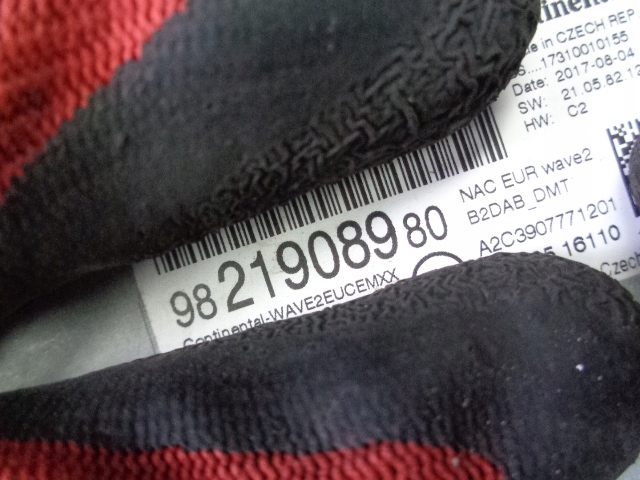 in CZECH REP
S....17310010155
Date: 2017-08-04
SW: 21.05.82.12
HW: C2
NAC EUR wave2
B2DAB_DMT
98 219089 80
A2C3907771201
16110
Continental-WAVE2EUCEMXX
Czech